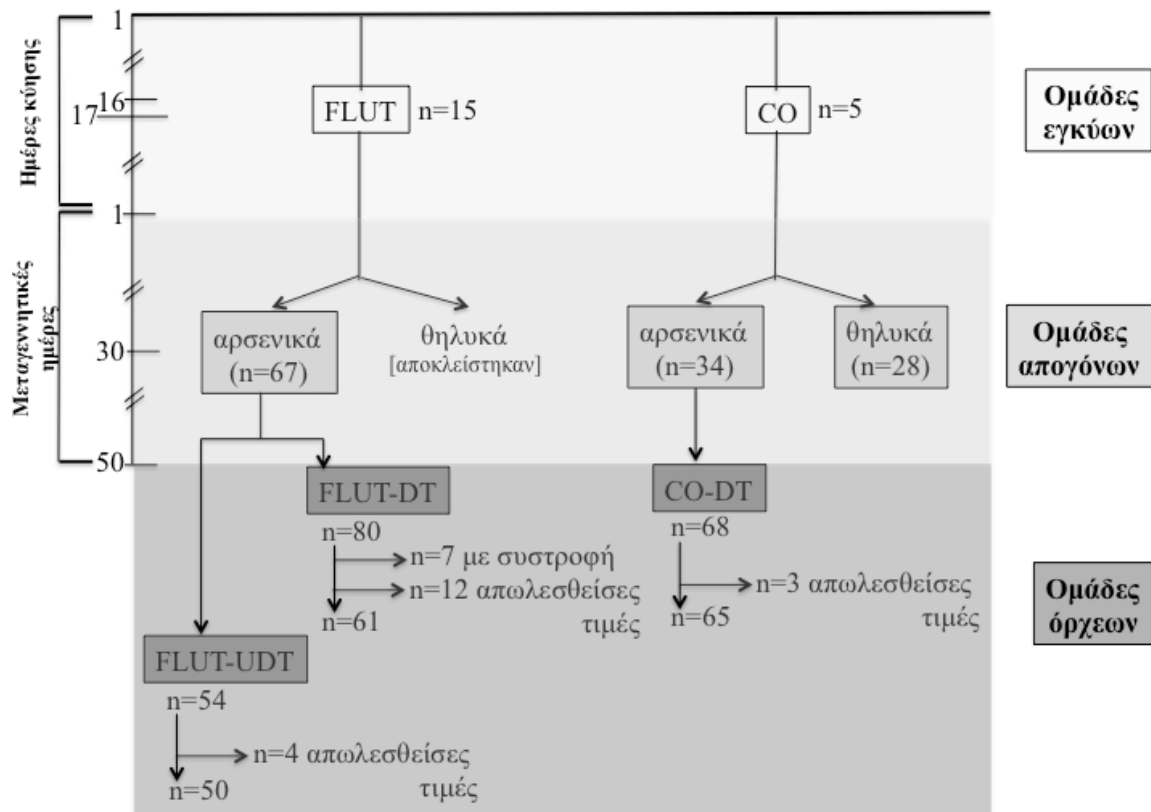 Ημέρες κύησης
1
16
17
FLUT
n=15
CO
n=5
Ομάδες
εγκύων
Μεταγεννητικές
ημέρες
1
30
50
αρσενικά
(n=67)
θηλυκά
[αποκλείστηκαν]
αρσενικά
(n=34)
θηλυκά
(n=28)
Ομάδες
απογόνων
FLUT-DT
n=80
n=7 με συστροφή
n=12 απωλεσθείσες
τιμές
n=61
CO-DT
n=68
n=3 απωλεσθείσες
τιμές
n=65
Ομάδες
όρχεων
FLUT-UDT
n=54
n=4 απωλεσθείσες
τιμές
n=50